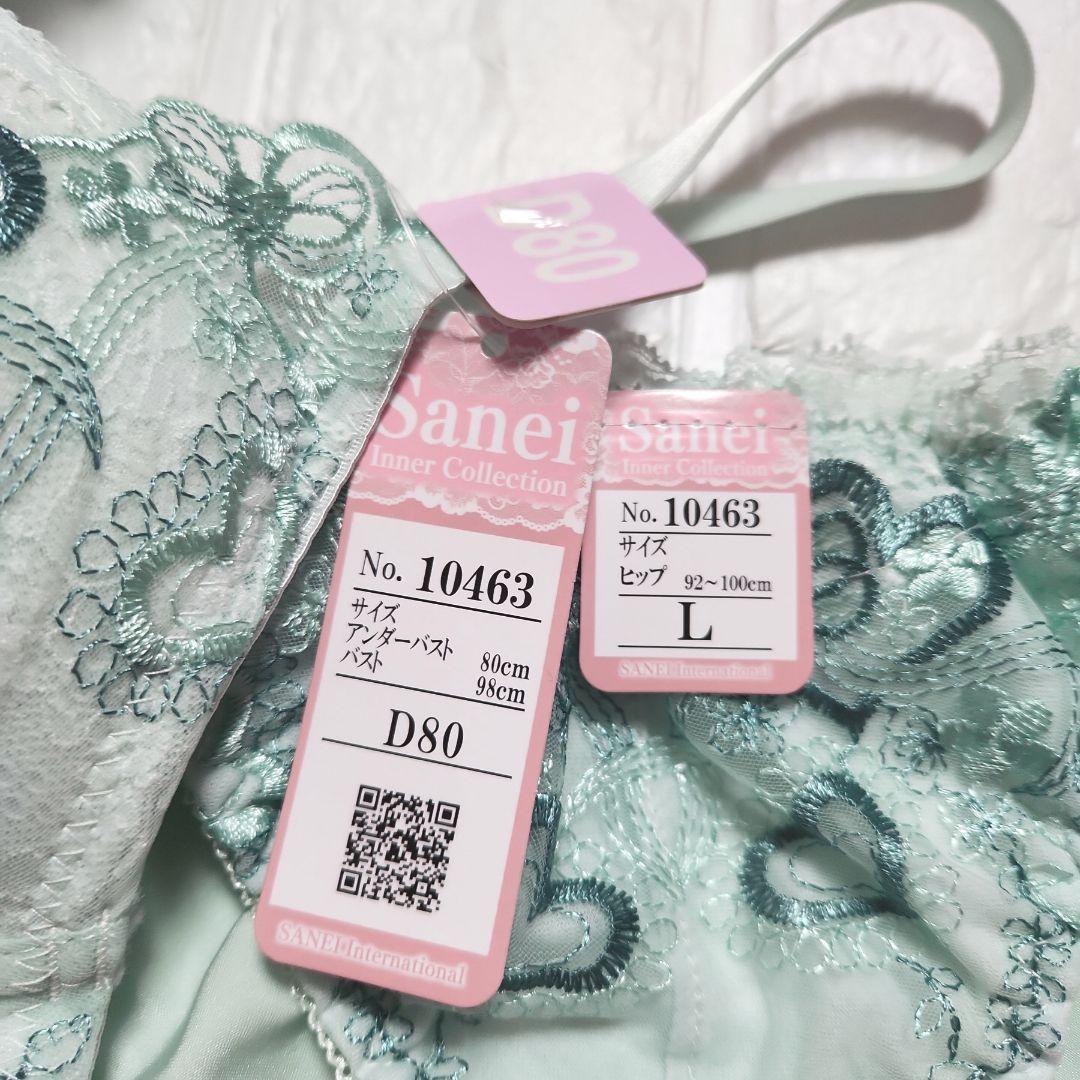 D80
Sanei
Inner Collection
No. 10463
サイズ
アンダーバスト 80cm
バスト 98cm
D80
SANEI International
Sanei
Inner Collection
No. 10463
サイズ
ヒップ 92～100cm
L
SANEI International